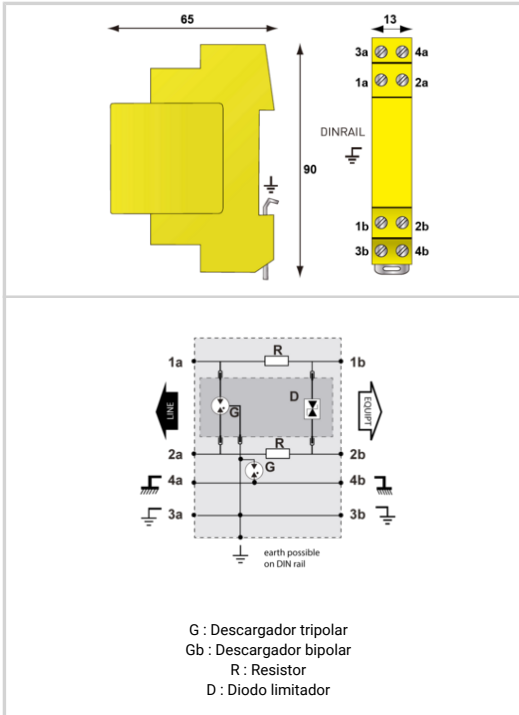 65
13
3a 4a
1a 2a
DINRAIL
90
1b 2b
3b 4b
R
1a 1b
D
LINE
G
EQUIPT
R
2a 2b
G
4a 4b
3a 3b
earth possible
on DIN rail
G : Descargador tripolar
Gb : Descargador bipolar
R : Resistor
D : Diodo limitador